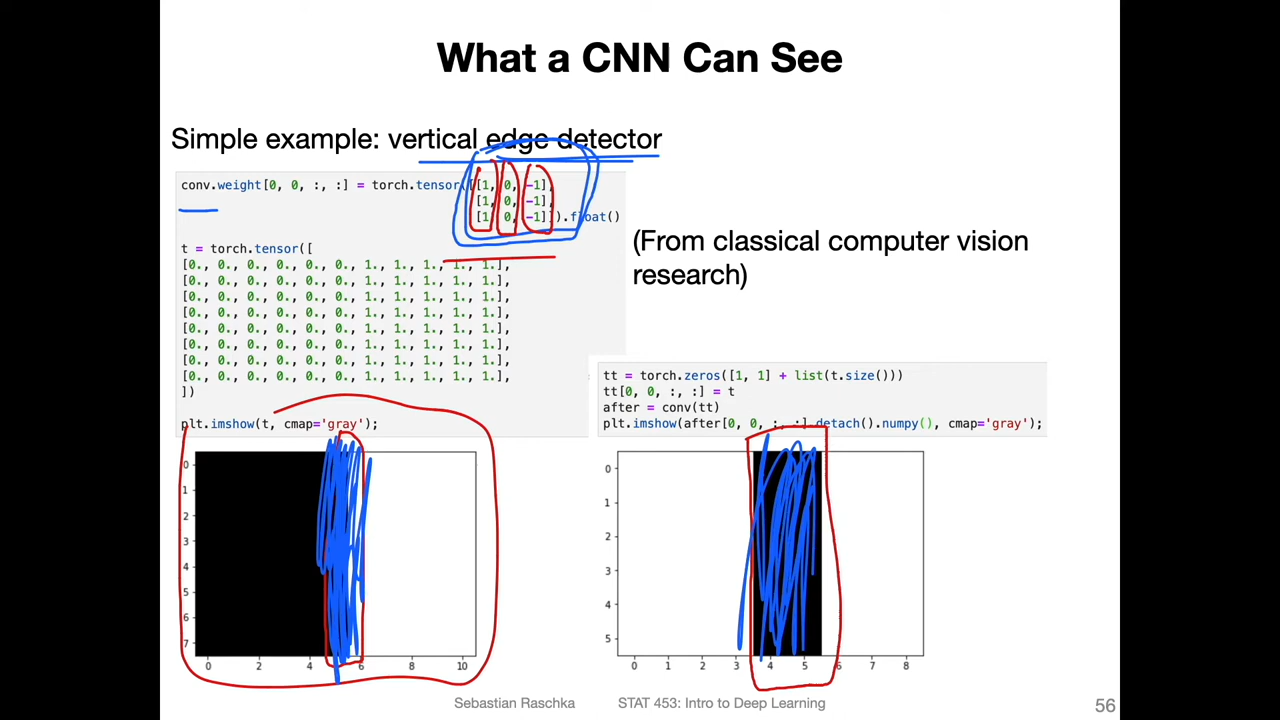 What a CNN Can See
Simple example: vertical edge detector
conv.weight[0, 0, :, :] = torch.tensor([[1, 0, -1],
[1, 0, -1],
[1, 0, -1]]).float()
t = torch.tensor([
[0., 0., 0., 0., 0., 0., 1., 1., 1., 1., 1.],
[0., 0., 0., 0., 0., 0., 1., 1., 1., 1., 1.],
[0., 0., 0., 0., 0., 0., 1., 1., 1., 1., 1.],
[0., 0., 0., 0., 0., 0., 1., 1., 1., 1., 1.],
[0., 0., 0., 0., 0., 0., 1., 1., 1., 1., 1.],
[0., 0., 0., 0., 0., 0., 1., 1., 1., 1., 1.],
[0., 0., 0., 0., 0., 0., 1., 1., 1., 1., 1.],
[0., 0., 0., 0., 0., 0., 1., 1., 1., 1., 1.],
])
plt.imshow(t, cmap='gray');
(From classical computer vision
research)
tt = torch.zeros([1, 1] + list(t.size()))
tt[0, 0, :, :] = t
after = conv(tt)
plt.imshow(after[0, 0, :, :].detach().numpy(), cmap='gray');
0
1
2
3
4
5
6
7
0 2 4 6 8 10
0
1
2
3
4
5
0 1 2 3 4 5 6 7 8
Sebastian Raschka STAT 453: Intro to Deep Learning 56